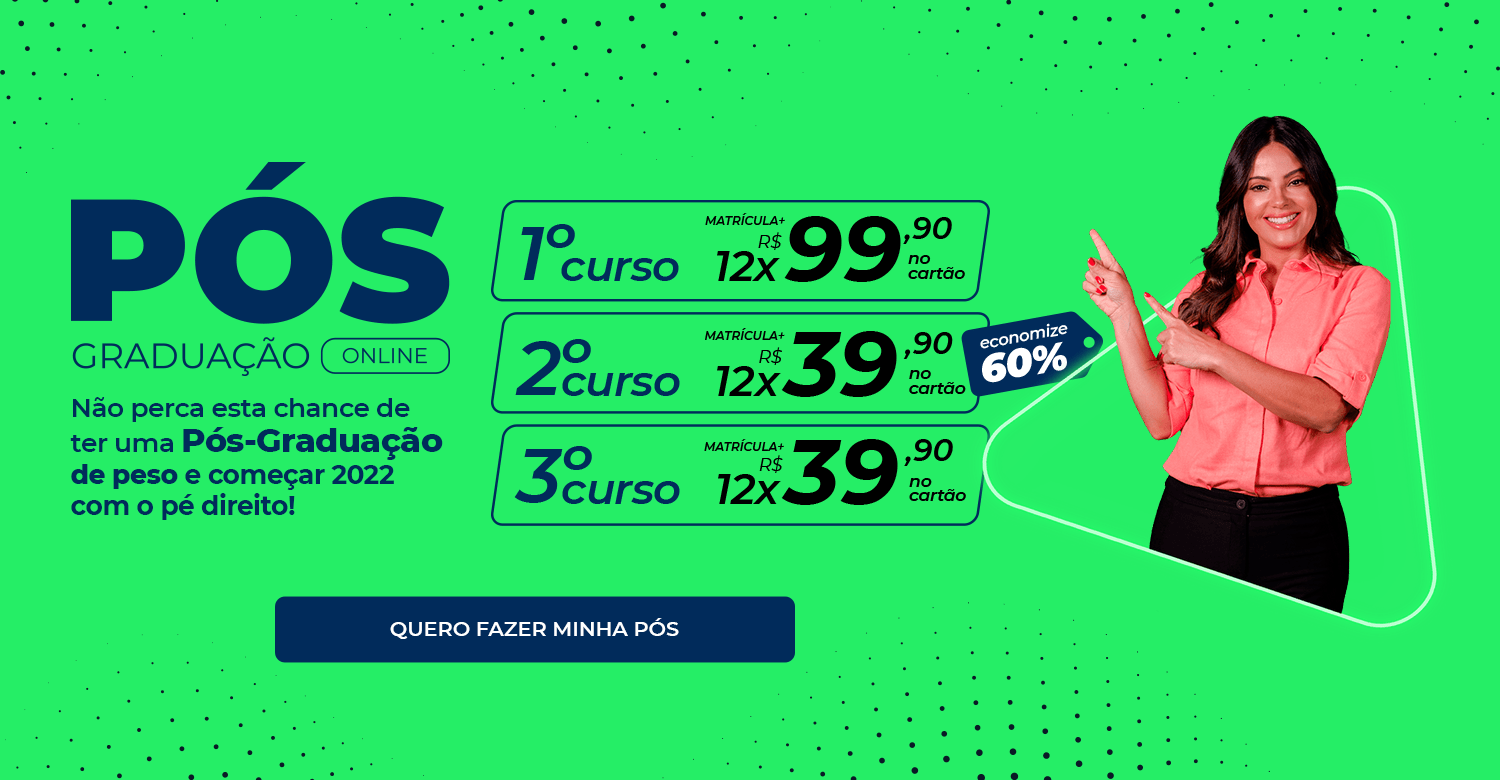 PÓS
GRADUAÇÃO ONLINE
Não perca esta chance de
ter uma Pós-Graduação
de peso e começar 2022
com o pé direito!
1º curso
MATRÍCULA+
R$
12x 99,90
no
cartão
2º curso
MATRÍCULA+
R$
12x 39,90
no
cartão
economize
60%
3º curso
MATRÍCULA+
R$
12x 39,90
no
cartão
QUERO FAZER MINHA PÓS